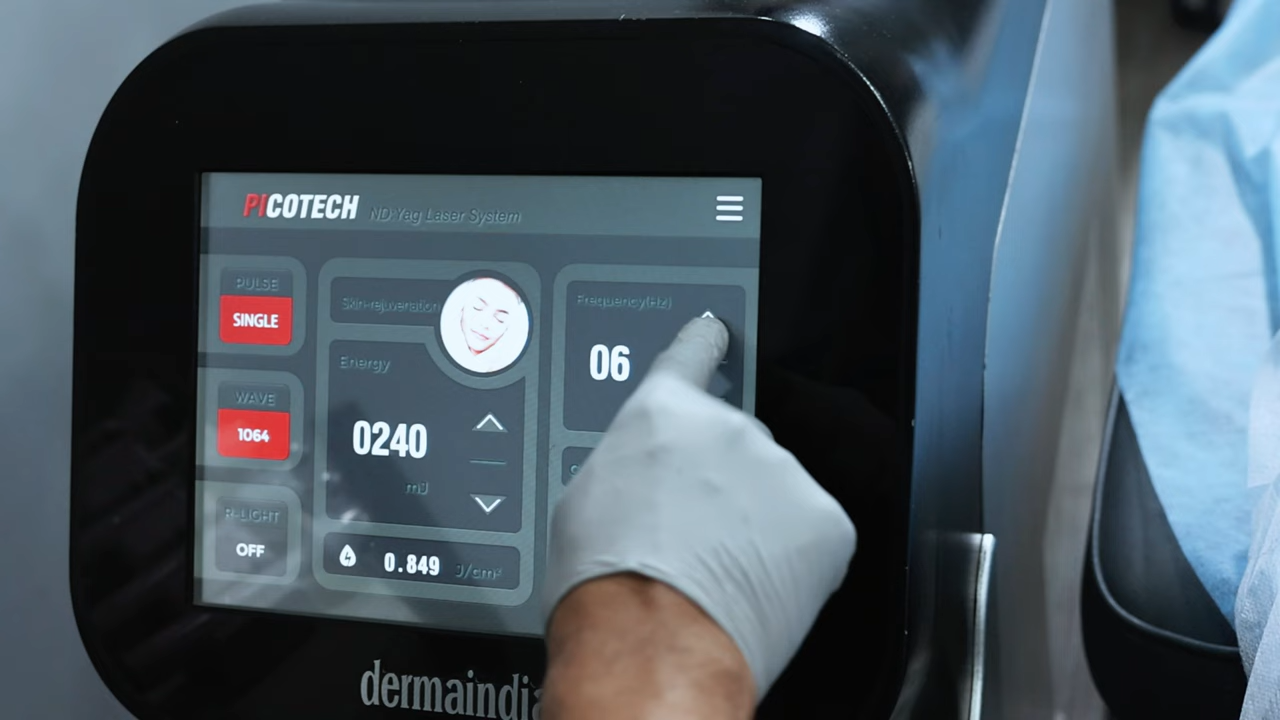 PICOTECH ND:Yag Laser System
PULSE
SINGLE
WAVE
1064
R-LIGHT
OFF
Skin-rejuvenation
Energy
0240
mJ
0.849 J/cm²
Frequency(Hz)
06
dermaindia